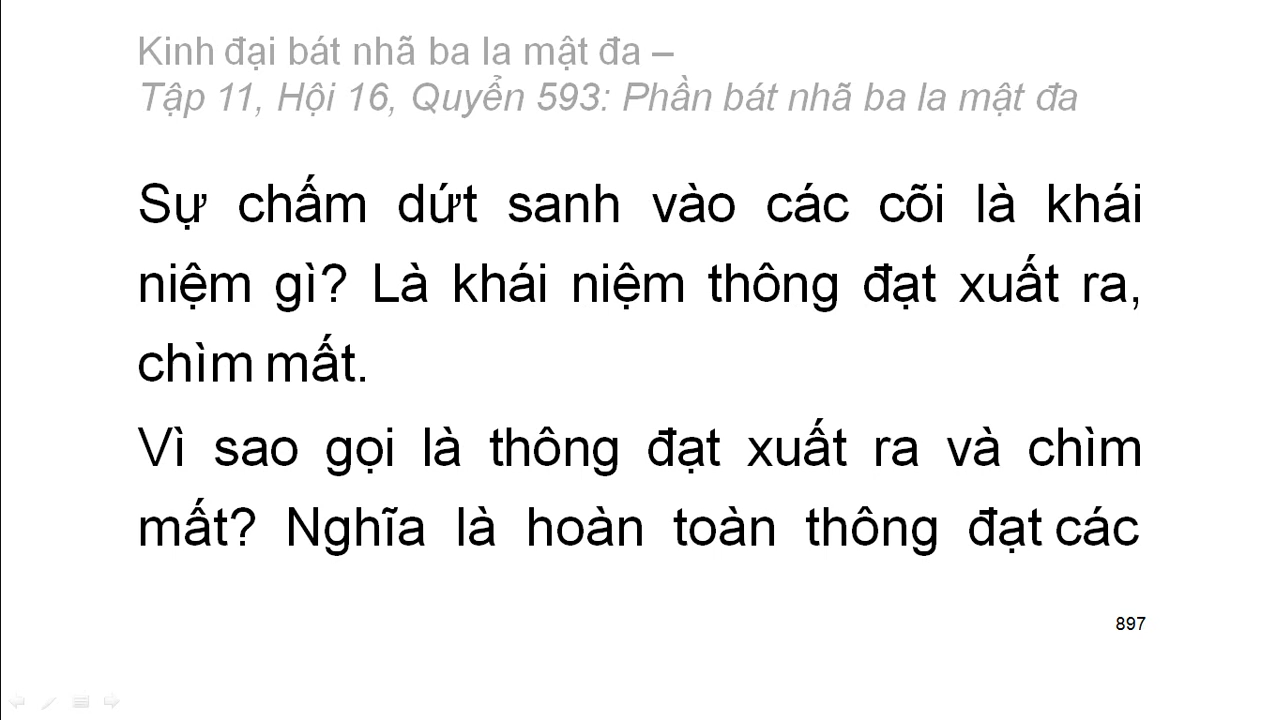 Kinh đại bát nhã ba la mật đa –
Tập 11, Hội 16, Quyển 593: Phần bát nhã ba la mật đa
Sự chấm dứt sanh vào các cõi là khái
niệm gì? Là khái niệm thông đạt xuất ra,
chìm mất.
Vì sao gọi là thông đạt xuất ra và chìm
mất? Nghĩa là hoàn toàn thông đạt các
897